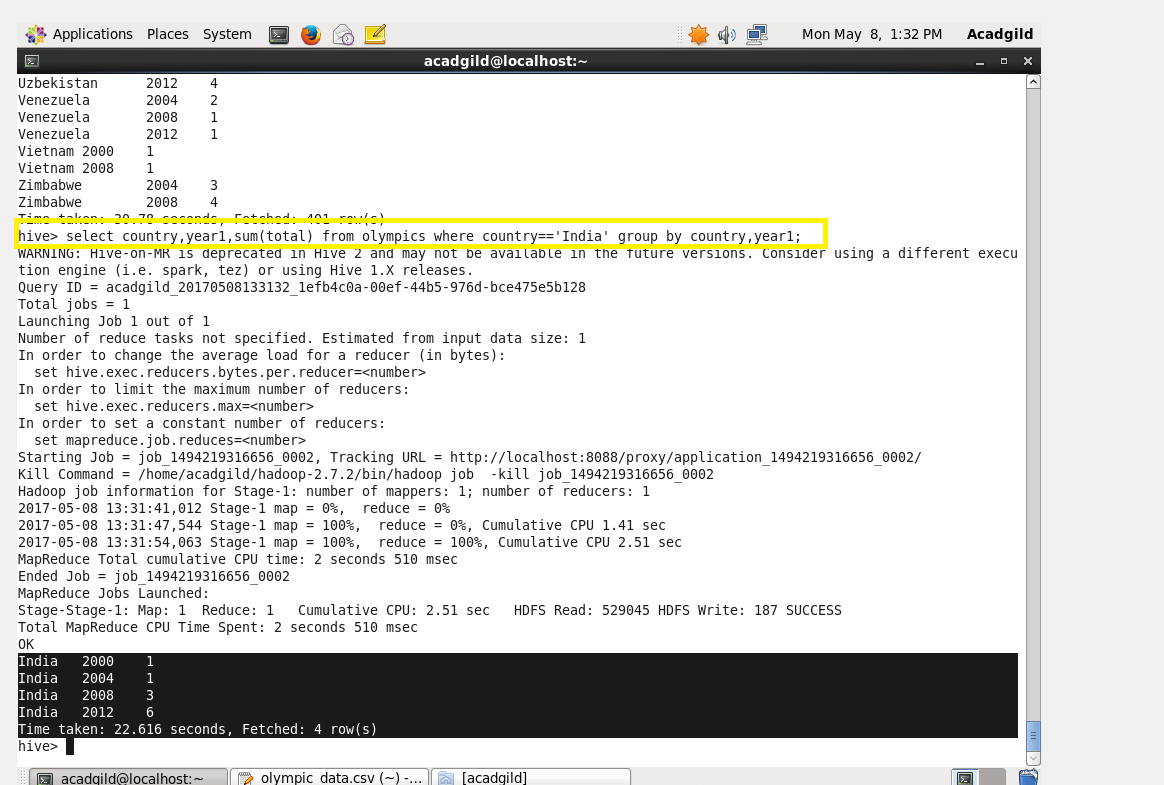 Applications Places System Mon May 8, 1:32 PM Acadgild
acadgild@localhost:~
Uzbekistan 2012 4
Venezuela 2004 2
Venezuela 2008 1
Venezuela 2012 1
Vietnam 2000 1
Vietnam 2008 1
Zimbabwe 2004 3
Zimbabwe 2008 4
Time taken: 30.78 seconds, Fetched: 401 row(s)
hive> select country,year1,sum(total) from olympics where country=='India' group by country,year1;
WARNING: Hive-on-MR is deprecated in Hive 2 and may not be available in the future versions. Consider using a different execu
tion engine (i.e. spark, tez) or using Hive 1.X releases.
Query ID = acadgild_20170508133132_1efb4c0a-00ef-44b5-976d-bce475e5b128
Total jobs = 1
Launching Job 1 out of 1
Number of reduce tasks not specified. Estimated from input data size: 1
In order to change the average load for a reducer (in bytes):
  set hive.exec.reducers.bytes.per.reducer=<number>
In order to limit the maximum number of reducers:
  set hive.exec.reducers.max=<number>
In order to set a constant number of reducers:
  set mapreduce.job.reduces=<number>
Starting Job = job_1494219316656_0002, Tracking URL = http://localhost:8088/proxy/application_1494219316656_0002/
Kill Command = /home/acadgild/hadoop-2.7.2/bin/hadoop job  -kill job_1494219316656_0002
Hadoop job information for Stage-1: number of mappers: 1; number of reducers: 1
2017-05-08 13:31:41,012 Stage-1 map = 0%,  reduce = 0%
2017-05-08 13:31:47,544 Stage-1 map = 100%,  reduce = 0%, Cumulative CPU 1.41 sec
2017-05-08 13:31:54,063 Stage-1 map = 100%,  reduce = 100%, Cumulative CPU 2.51 sec
MapReduce Total cumulative CPU time: 2 seconds 510 msec
Ended Job = job_1494219316656_0002
MapReduce Jobs Launched:
Stage-Stage-1: Map: 1  Reduce: 1   Cumulative CPU: 2.51 sec   HDFS Read: 529045 HDFS Write: 187 SUCCESS
Total MapReduce CPU Time Spent: 2 seconds 510 msec
OK
India 2000 1
India 2004 1
India 2008 3
India 2012 6
Time taken: 22.616 seconds, Fetched: 4 row(s)
hive>
acadgild@localhost:~ olympic_data.csv (~) -... [acadgild]